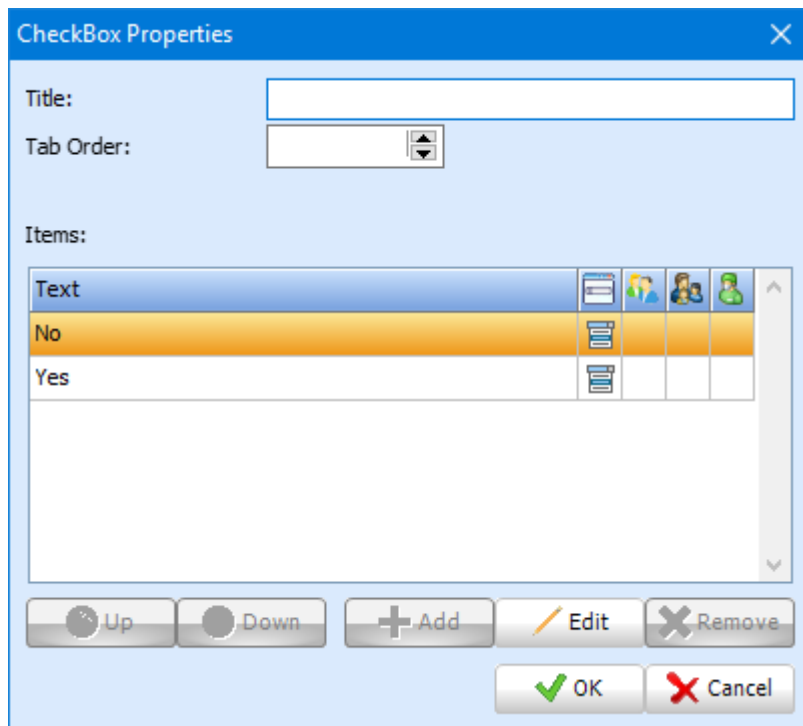 CheckBox Properties
Title:
Tab Order:
Items:
Text
No
Yes
Up Down Add Edit Remove
OK Cancel